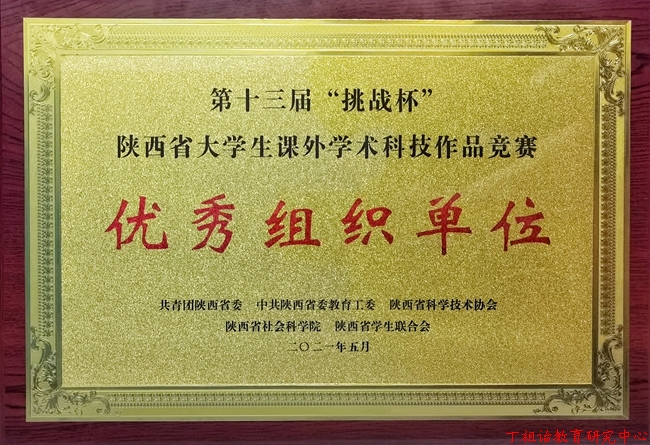 第十三届“挑战杯”
陕西省大学生课外学术科技作品竞赛
优秀组织单位
共青团陕西省委 中共陕西省委教育工委 陕西省科学技术协会
陕西省社会科学院 陕西省学生联合会
二〇二一年五月
丁祖诒教育研究中心